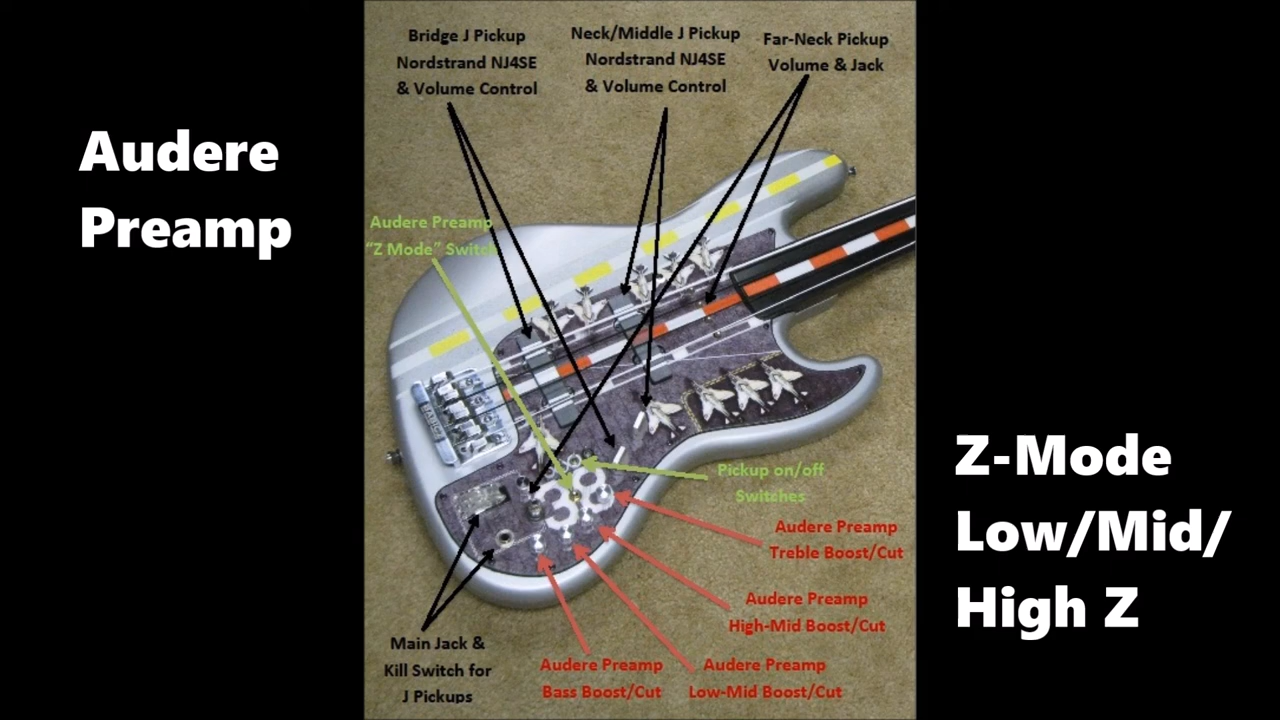 Audere
Preamp
Bridge J Pickup
Nordstrand NJ4SE
& Volume Control
Neck/Middle J Pickup
Nordstrand NJ4SE
& Volume Control
Far-Neck Pickup
Volume & Jack
Audere Preamp
“Z Mode” Switch
33
Pickup on/off
Switches
Audere Preamp
Treble Boost/Cut
Audere Preamp
High-Mid Boost/Cut
Audere Preamp
Low-Mid Boost/Cut
Audere Preamp
Bass Boost/Cut
Main Jack &
Kill Switch for
J Pickups
Z-Mode
Low/Mid/
High Z